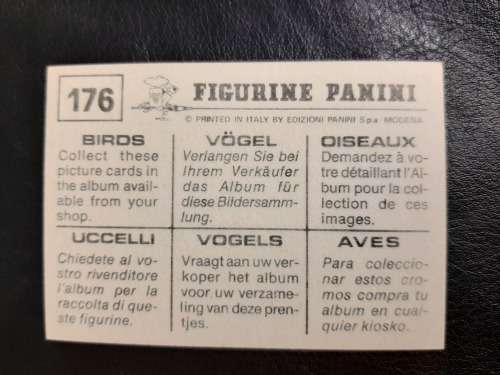 176
FIGURINE PANINI
© PRINTED IN ITALY BY EDIZIONI PANINI S.p.a. MODENA
BIRDS
Collect these
picture cards in
the album avail-
able from your
shop.
VÖGEL
Verlangen Sie bei
Ihrem Verkäufer
das Album für
diese Bildersamm-
lung.
OISEAUX
Demandez à vo-
tre détaillant l'Al-
bum pour la col-
lection de ces
images.
UCCELLI
Chiedete al vo-
stro rivenditore
l'album per la
raccolta di que-
ste figurine.
VOGELS
Vraagt aan uw ver-
koper het album
voor uw verzame-
ling van deze pren-
tjes.
AVES
Para coleccio-
nar estos cro-
mos compra tu
album en cual-
quier kiosko.